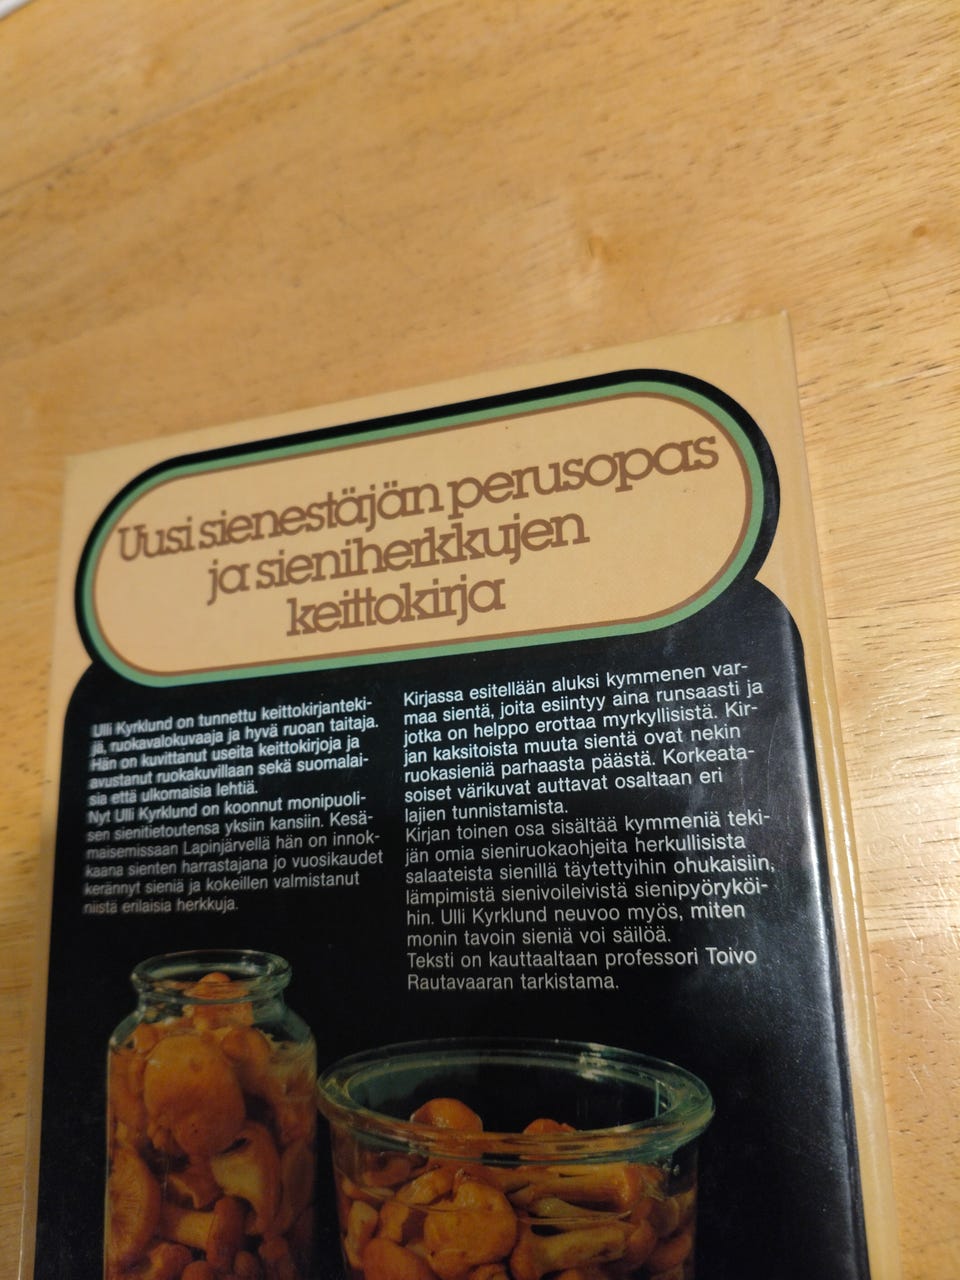 Uusi sienestäjän perusopas
ja sieniherkkujen
keittokirja
Ulli Kyrklund on tunnettu keittokirjanteki-
jä, ruokavalokuvaaja ja hyvä ruoan taitaja.
Hän on kuvittanut useita keittokirjoja ja
avustanut ruokakuvillaan sekä suomalai-
sia että ulkomaisia lehtiä.
Nyt Ulli Kyrklund on koonnut monipuoli-
sen sienitietoutensa yksiin kansiin. Kesä-
maisemissaan Lapinjärvellä hän on innok-
kaana sienten harrastajana jo vuosikaudet
kerännyt sieniä ja kokeillen valmistanut
niistä erilaisia herkkuja.
Kirjassa esitellään aluksi kymmenen var-
maa sientä, joita esiintyy aina runsaasti ja
jotka on helppo erottaa myrkyllisistä. Kir-
jan kaksitoista muuta sientä ovat nekin
ruokasieniä parhaasta päästä. Korkeata-
soiset värikuvat auttavat osaltaan eri
lajien tunnistamista.
Kirjan toinen osa sisältää kymmeniä teki-
jän omia sieniruokaohjeita herkullisista
salaateista sienillä täytettyihin ohukaisiin,
lämpimistä sienivoileivistä sienipyöryköi-
hin. Ulli Kyrklund neuvoo myös, miten
monin tavoin sieniä voi säilöä.
Teksti on kauttaaltaan professori Toivo
Rautavaaran tarkistama.